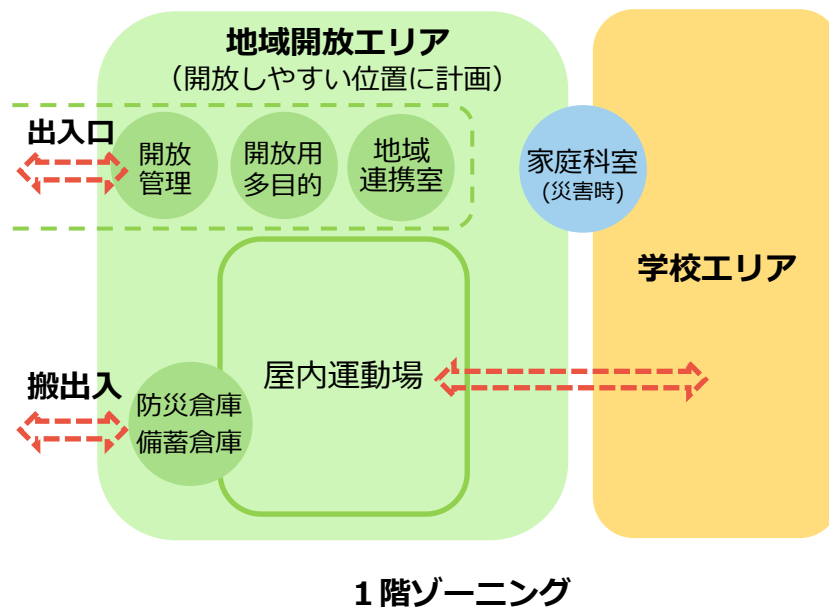 地域開放エリア
（開放しやすい位置に計画）
出入口
開放
管理
開放用
多目的
地域
連携室
家庭科室
(災害時)
学校エリア
屋内運動場
搬出入
防災倉庫
備蓄倉庫
１階ゾーニング